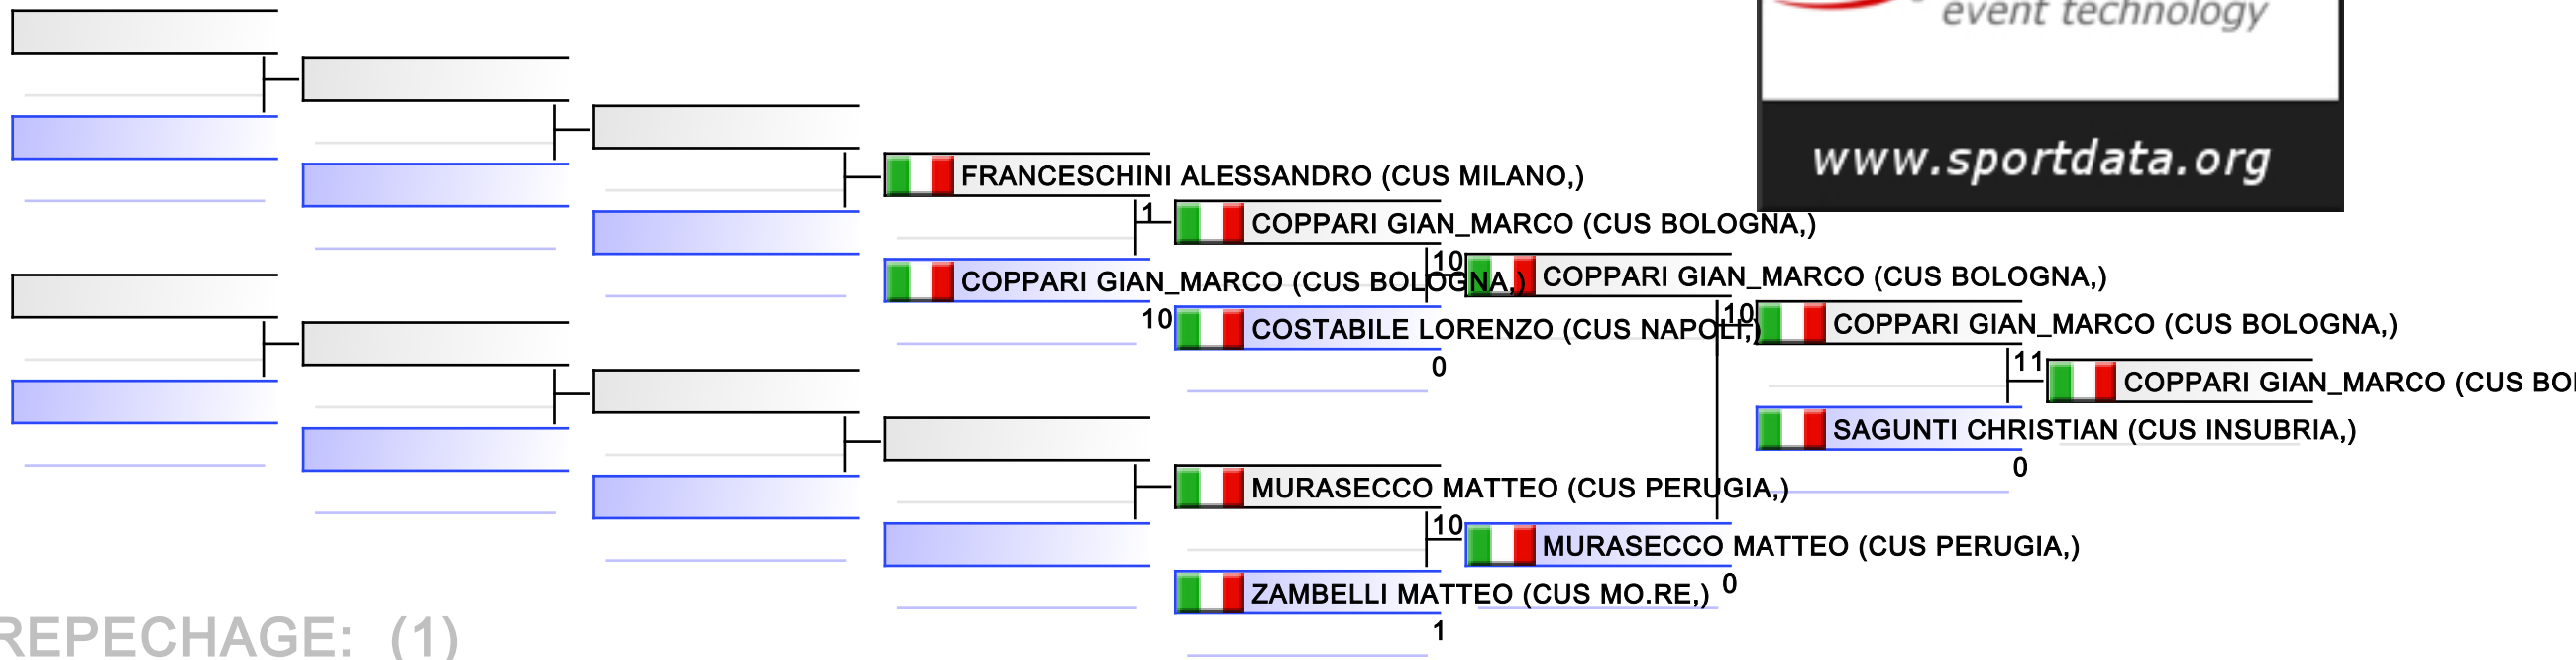 event technology
www.sportdata.org
FRANCESCHINI ALESSANDRO (CUS MILANO,)
1
COPPARI GIAN_MARCO (CUS BOLOGNA,)
10
COPPARI GIAN_MARCO (CUS BOLOGNA,)
COPPARI GIAN_MARCO (CUS BOLOGNA,)
10
COSTABILE LORENZO (CUS NAPOLI,)
0
10
COPPARI GIAN_MARCO (CUS BOLOGNA,)
11
COPPARI GIAN_MARCO (CUS BO
SAGUNTI CHRISTIAN (CUS INSUBRIA,)
0
MURASECCO MATTEO (CUS PERUGIA,)
10
MURASECCO MATTEO (CUS PERUGIA,)
0
ZAMBELLI MATTEO (CUS MO.RE,)
1
REPECHAGE: (1)